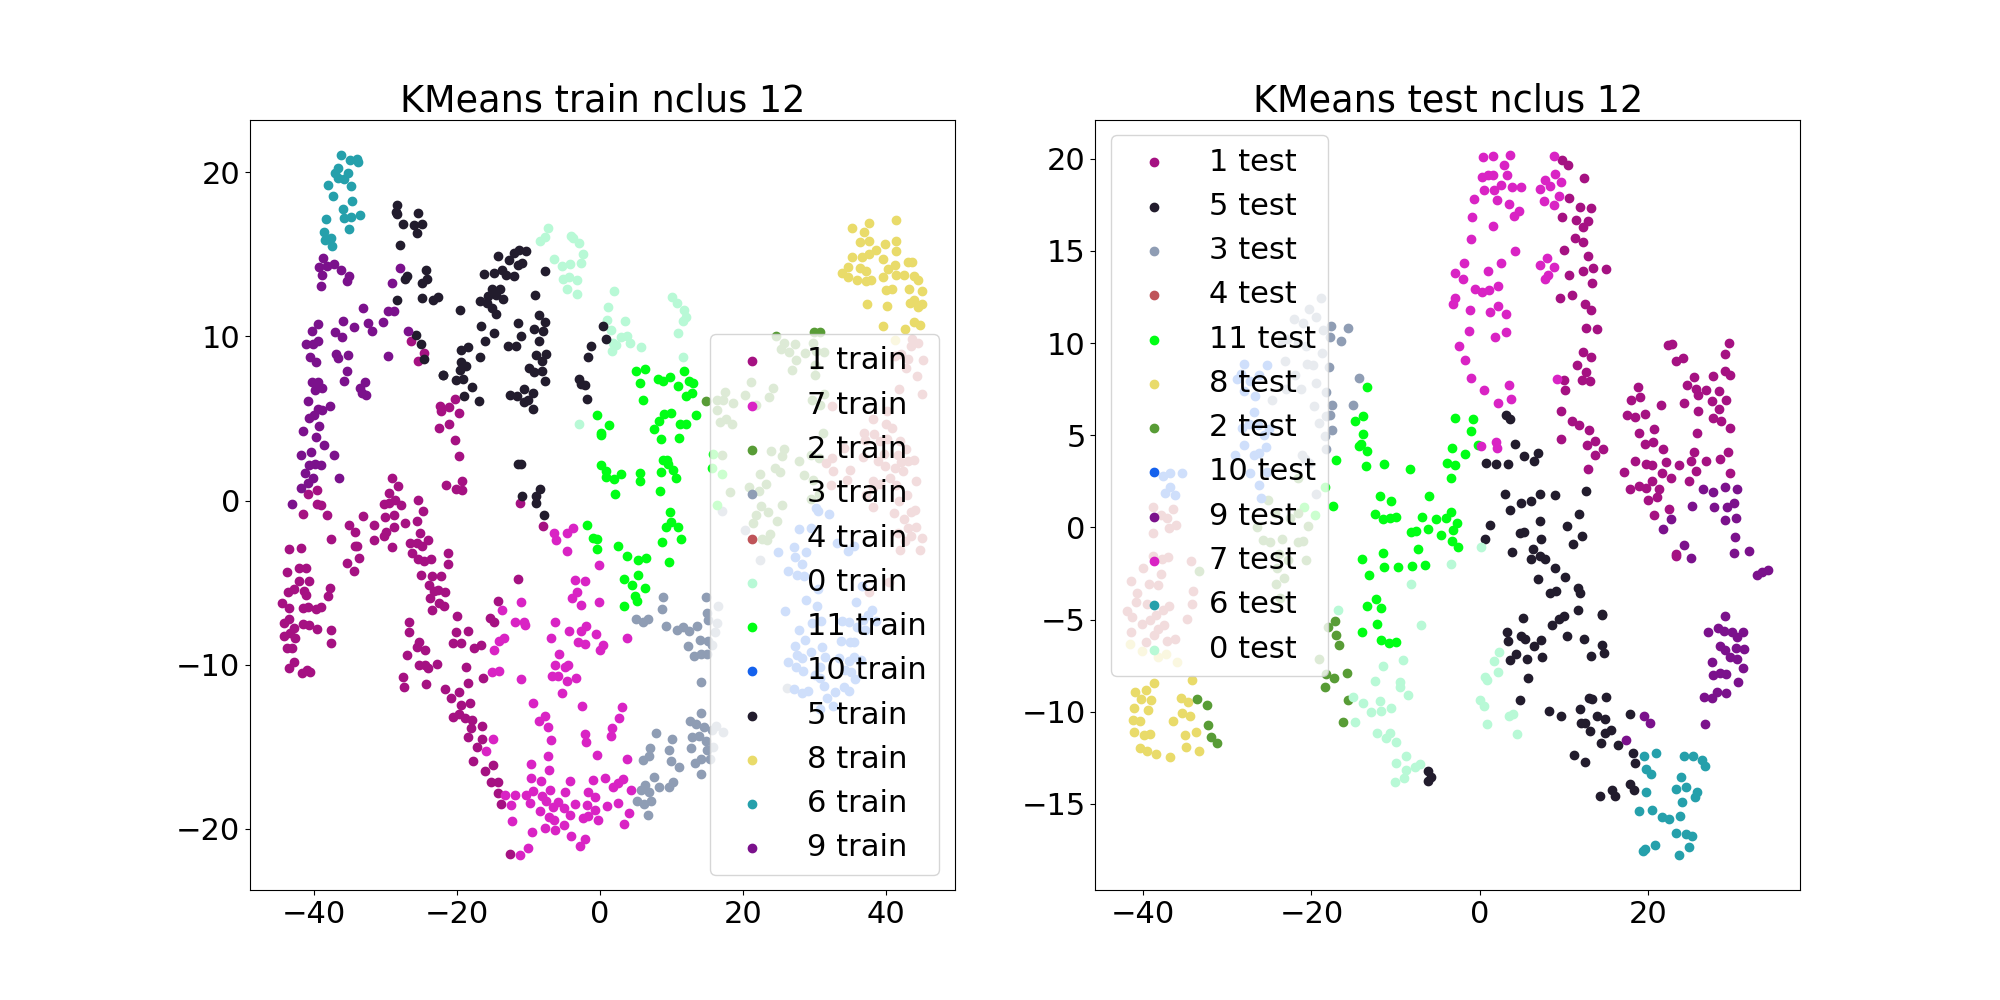 KMeans train nclus 12
20
10
0
−10
−20
−40
−20
0
20
40
1 train
7 train
2 train
3 train
4 train
0 train
11 train
10 train
5 train
8 train
6 train
9 train
KMeans test nclus 12
20
15
10
5
0
−5
−10
−15
−40
−20
0
20
1 test
5 test
3 test
4 test
11 test
8 test
2 test
10 test
9 test
7 test
6 test
0 test